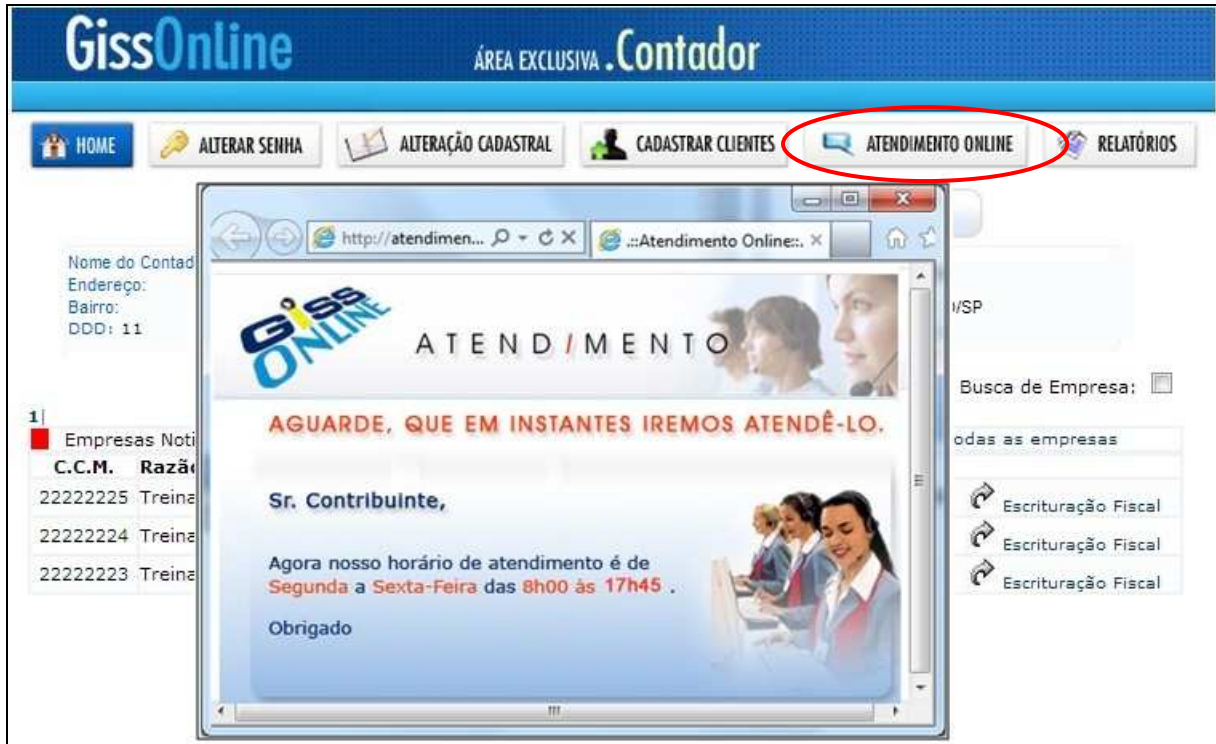 GissOnline ÁREA EXCLUSIVA .Contador
HOME ALTERAR SENHA ALTERAÇÃO CADASTRAL CADASTRAR CLIENTES ATENDIMENTO ONLINE RELATÓRIOS
http://atendimen... .::Atendimento Online::.
Nome do Contad
Endereço:
Bairro: /SP
DDD: 11
GISS ONLINE
ATENDIMENTO
Busca de Empresa:
1|
AGUARDE, QUE EM INSTANTES IREMOS ATENDÊ-LO.
Empresas Noti odas as empresas
C.C.M. Razã
22222225 Treina Escrituração Fiscal
22222224 Treina Escrituração Fiscal
22222223 Treina Escrituração Fiscal
Sr. Contribuinte,
Agora nosso horário de atendimento é de
Segunda a Sexta-Feira das 8h00 às 17h45 .
Obrigado